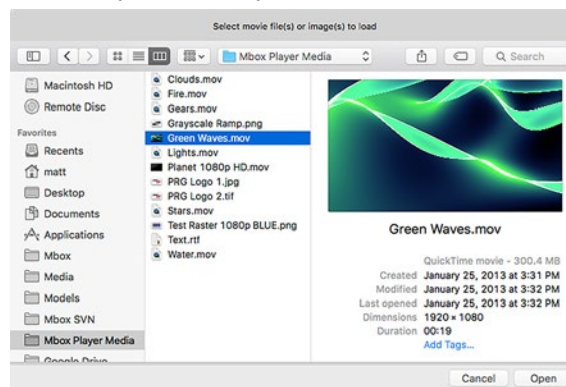 Select movie file(s) or image(s) to load
Mbox Player Media
Search
Macintosh HD
Remote Disc
Favorites
Recents
matt
Desktop
Documents
Applications
Mbox
Media
Models
Mbox SVN
Mbox Player Media
Google Drive
Clouds.mov
Fire.mov
Gears.mov
Grayscale Ramp.png
Green Waves.mov
Lights.mov
Planet 1080p HD.mov
PRG Logo 1.jpg
PRG Logo 2.tif
Stars.mov
Test Raster 1080p BLUE.png
Text.rtf
Water.mov
Green Waves.mov
QuickTime movie - 300.4 MB
Created January 25, 2013 at 3:31 PM
Modified January 25, 2013 at 3:32 PM
Last opened January 25, 2013 at 3:32 PM
Dimensions 1920 × 1080
Duration 00:19
Add Tags...
Cancel
Open